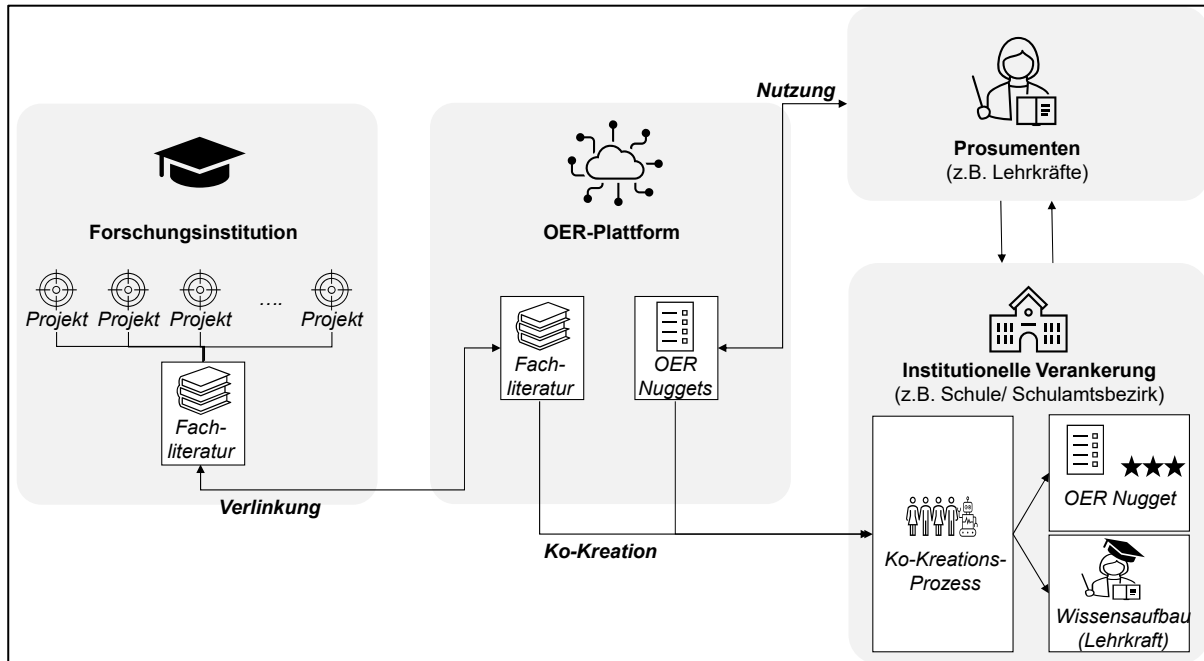 Forschungsinstitution
Projekt
Projekt
Projekt
....
Projekt
Fach-
literatur
Verlinkung
OER-Plattform
Fach-
literatur
OER
Nuggets
Ko-Kreation
Nutzung
Prosumenten
(z.B. Lehrkräfte)
Institutionelle Verankerung
(z.B. Schule/ Schulamtsbezirk)
Ko-Kreations-
Prozess
OER Nugget
Wissensaufbau
(Lehrkraft)